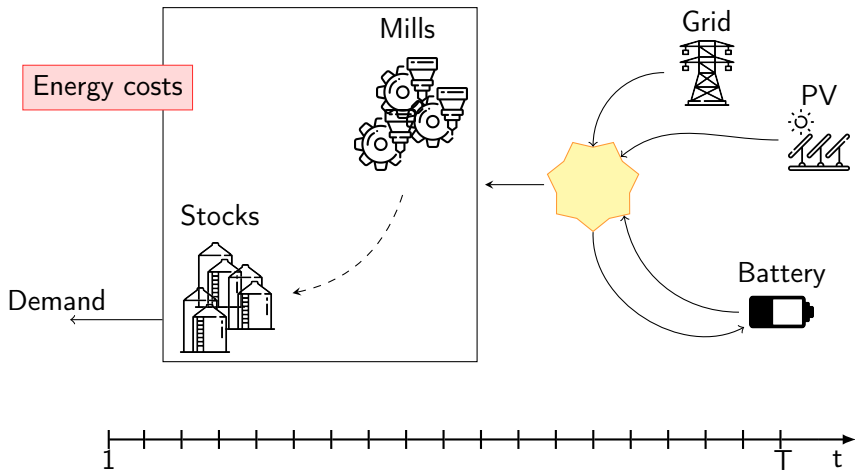 Mills
Grid
Energy costs
PV
Stocks
Battery
Demand
1
T
t